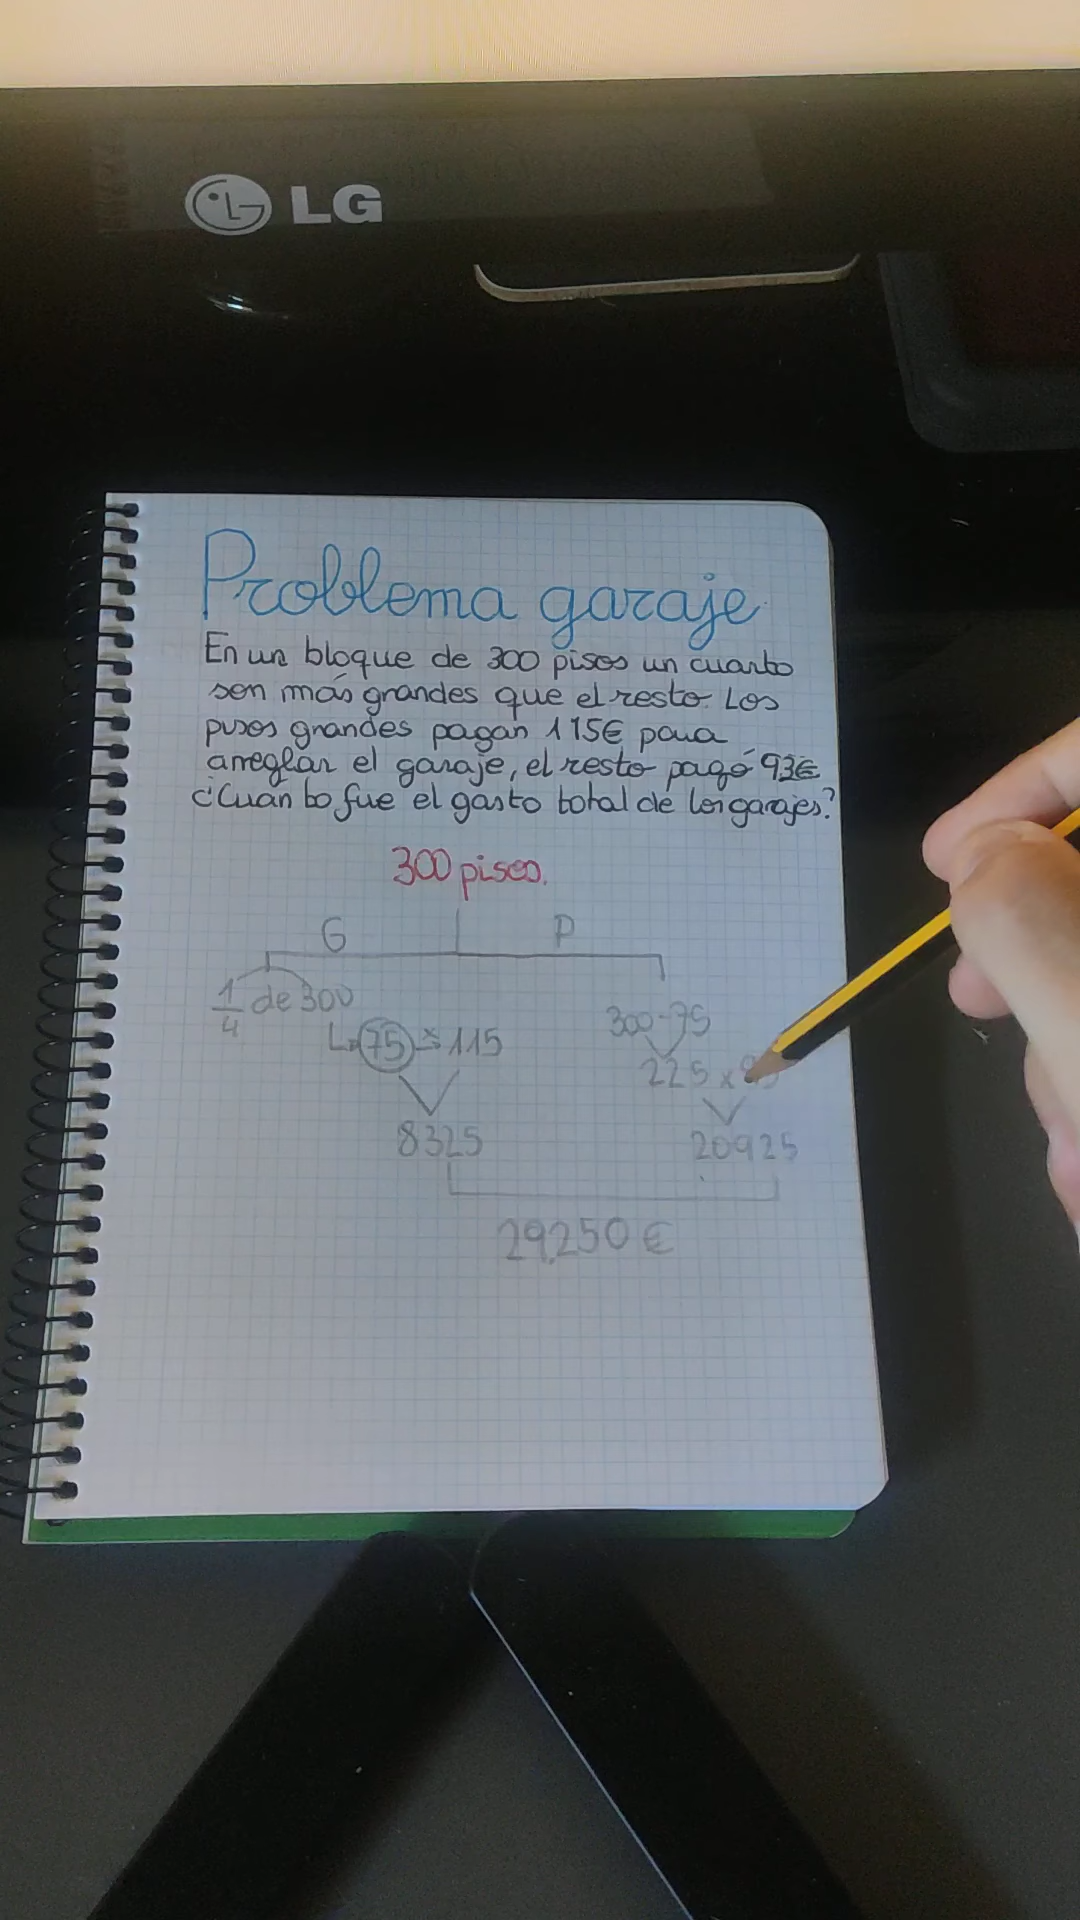 LG
Problema garaje
En un bloque de 300 pisos un cuarto
son más grandes que el resto. Los
pisos grandes pagan 115€ para
arreglar el garaje, el resto pagó 93€
¿Cuánto fue el gasto total de los garajes?
300 pisos.
G P
1/4 de 300
300-75
↳ 75 x 115
225 x
8325
20925
29.250 €